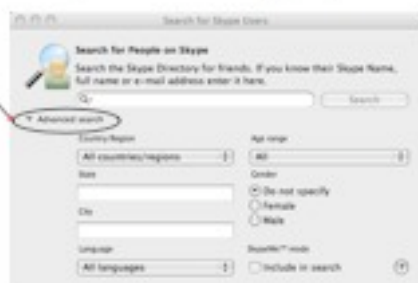 Search for Skype Users
Search for People on Skype
Search the Skype Directory for friends. If you know their Skype Name,
full name or e-mail address enter it here.
Search
Advanced search
Country/Region
Age range
All countries/regions
All
State
Gender
Do not specify
Female
City
Male
Language
SkypeMe™ mode
All languages
Include in search
?